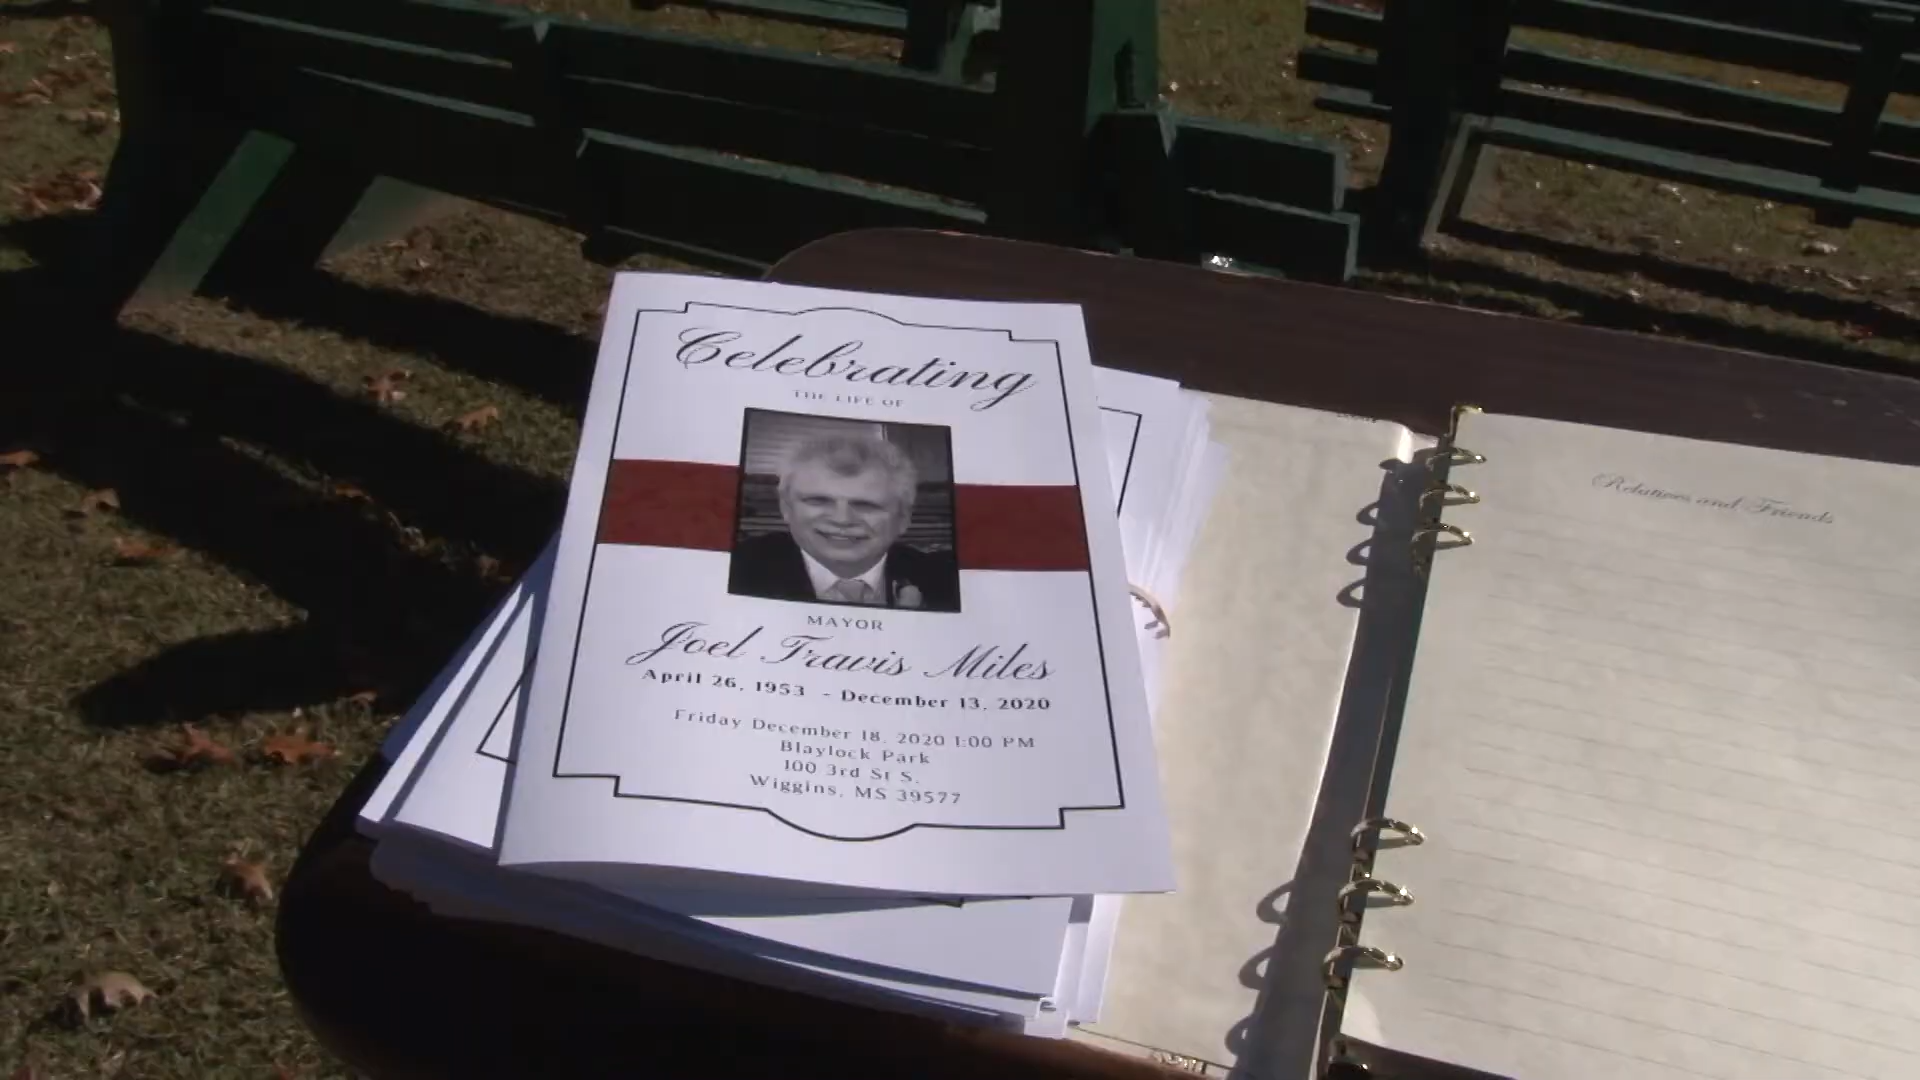 Celebrating
THE LIFE OF
MAYOR
Joel Travis Miles
April 26, 1953 - December 13, 2020
Friday December 18, 2020 1:00 PM
Blaylock Park
100 3rd St S.
Wiggins, MS 39577
Relatives and Friends